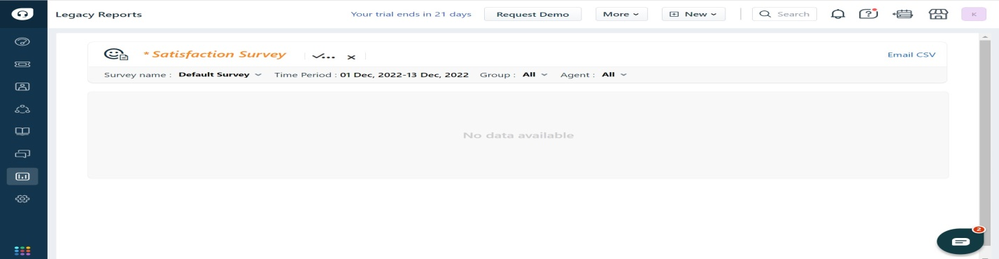 Legacy Reports
Your trial ends in 21 days
Request Demo
More
New
Search
K
* Satisfaction Survey
Email CSV
Survey name : Default Survey Time Period : 01 Dec, 2022-13 Dec, 2022 Group : All Agent : All
No data available
2